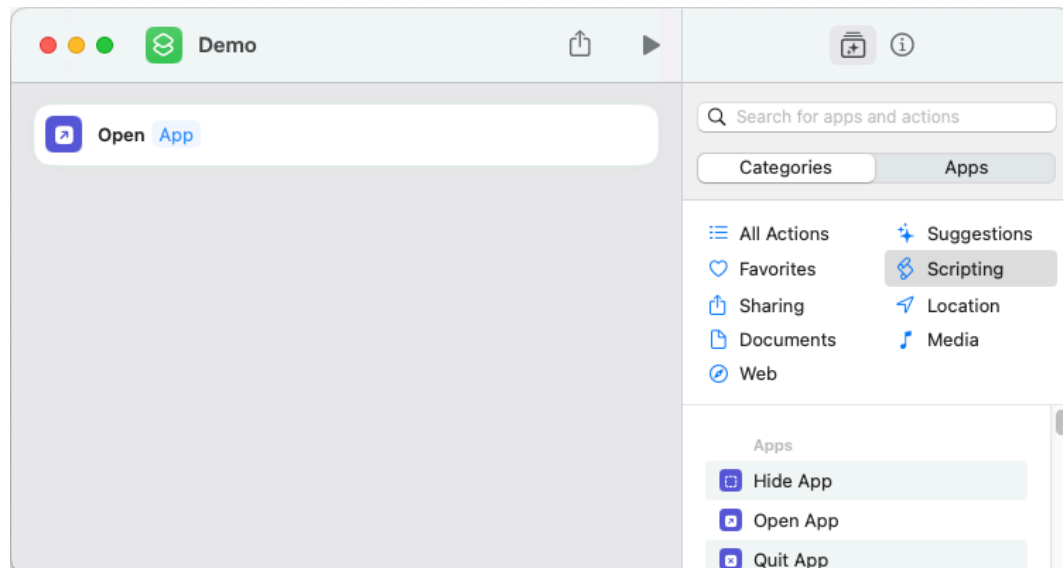 Demo
Open App
Search for apps and actions
Categories Apps
All Actions Suggestions
Favorites Scripting
Sharing Location
Documents Media
Web
Apps
Hide App
Open App
Quit App